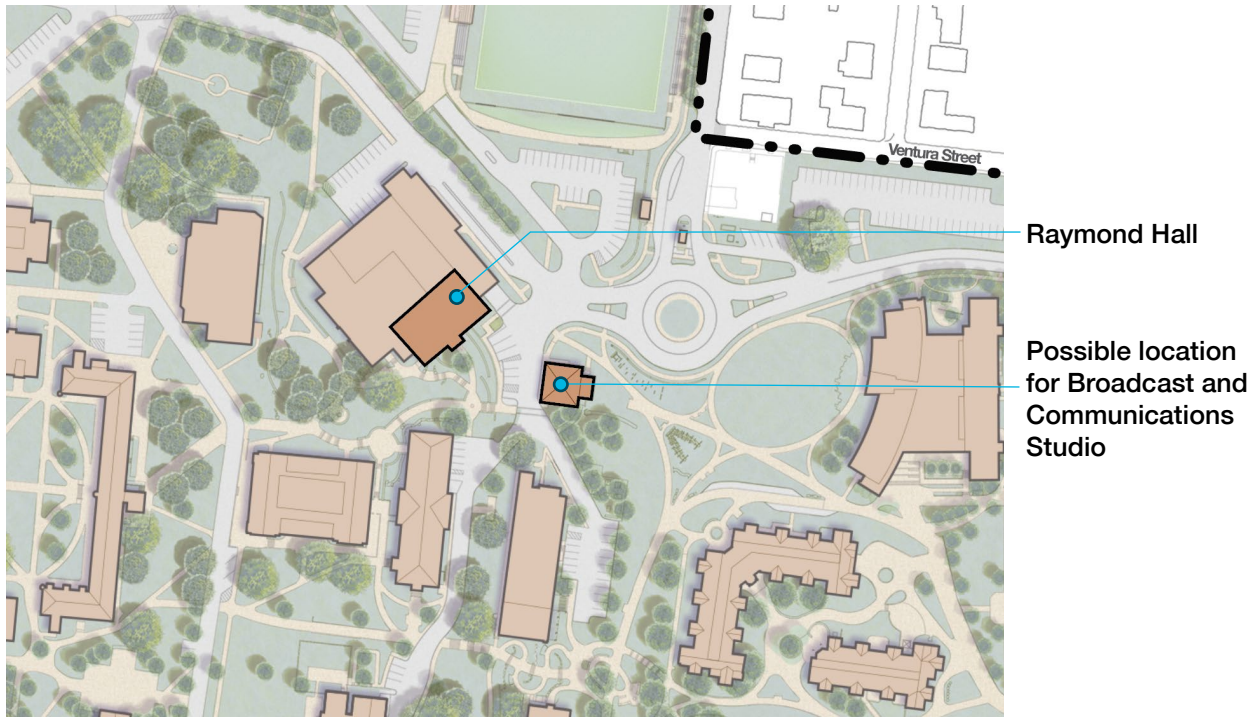 Ventura Street
Raymond Hall
Possible location
for Broadcast and
Communications
Studio